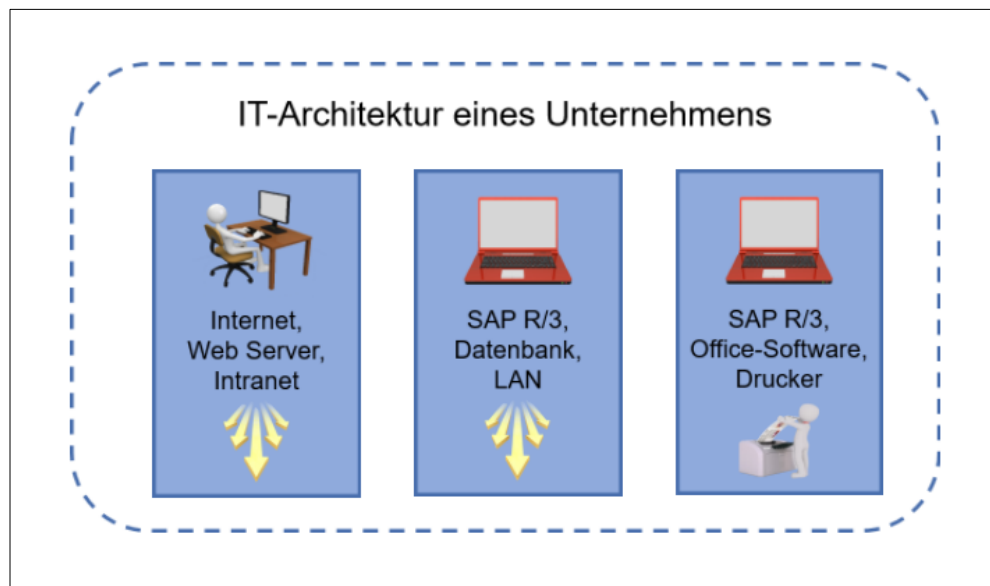 IT-Architektur eines Unternehmens
Internet,
Web Server,
Intranet
SAP R/3,
Datenbank,
LAN
SAP R/3,
Office-Software,
Drucker